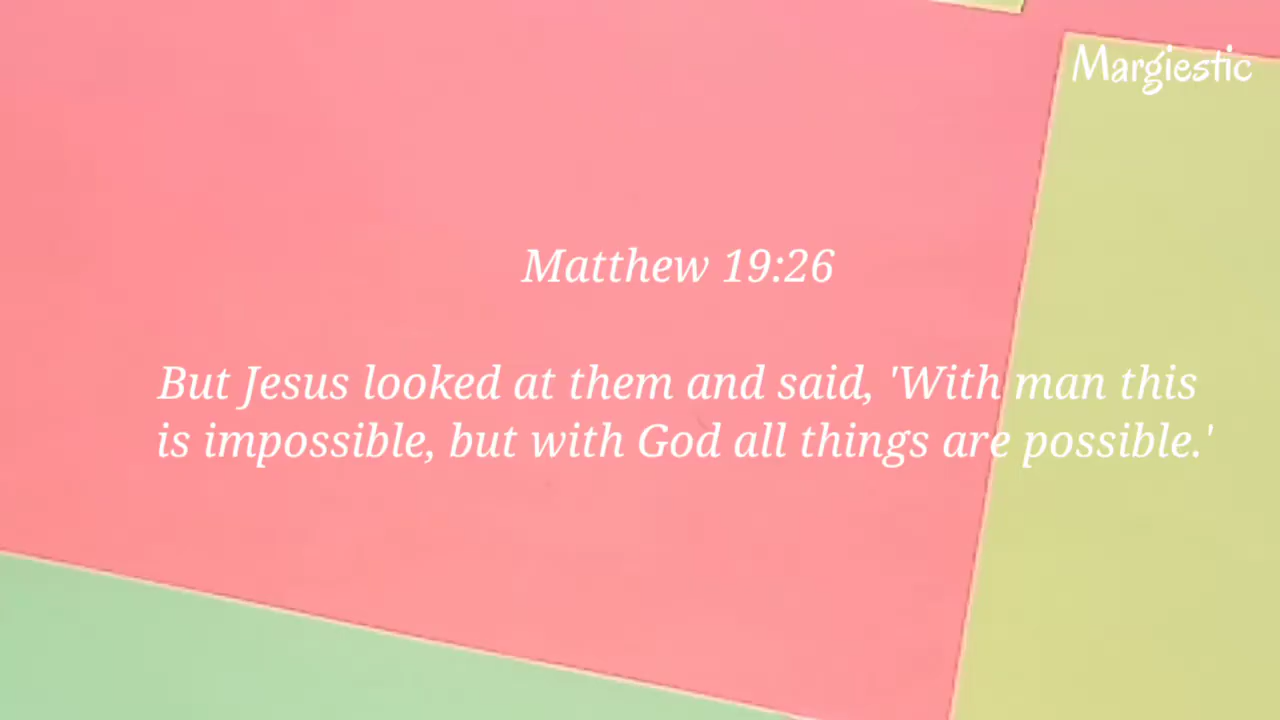 Margiestic
Matthew 19:26
But Jesus looked at them and said, 'With man this
is impossible, but with God all things are possible.'